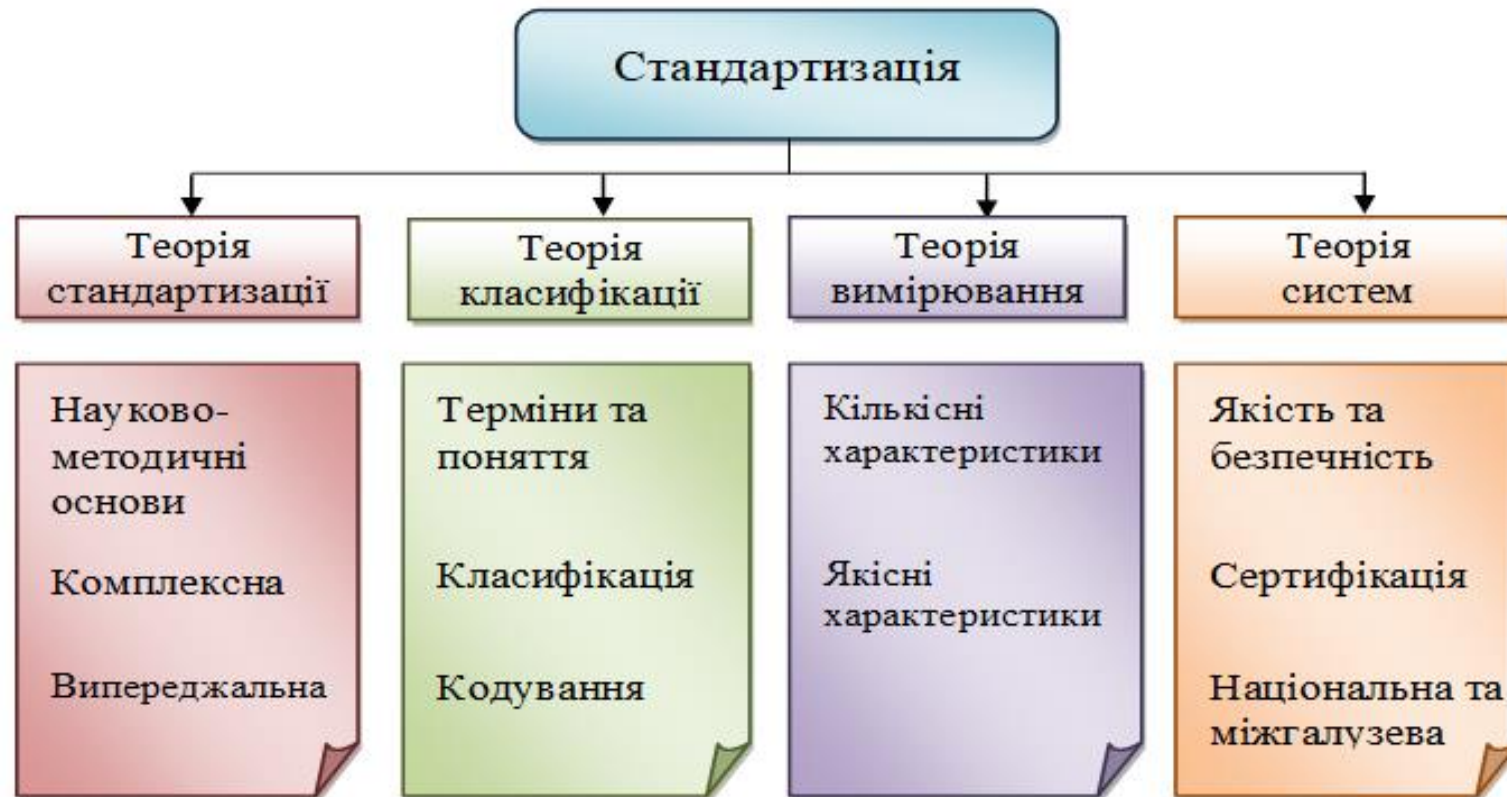 Стандартизація
Теорія
стандартизації
Теорія
класифікації
Теорія
вимірювання
Теорія
систем
Науково-
методичні
основи
Комплексна
Випереджальна
Терміни та
поняття
Класифікація
Кодування
Кількісні
характеристики
Якісні
характеристики
Якість та
безпечність
Сертифікація
Національна та
міжгалузева